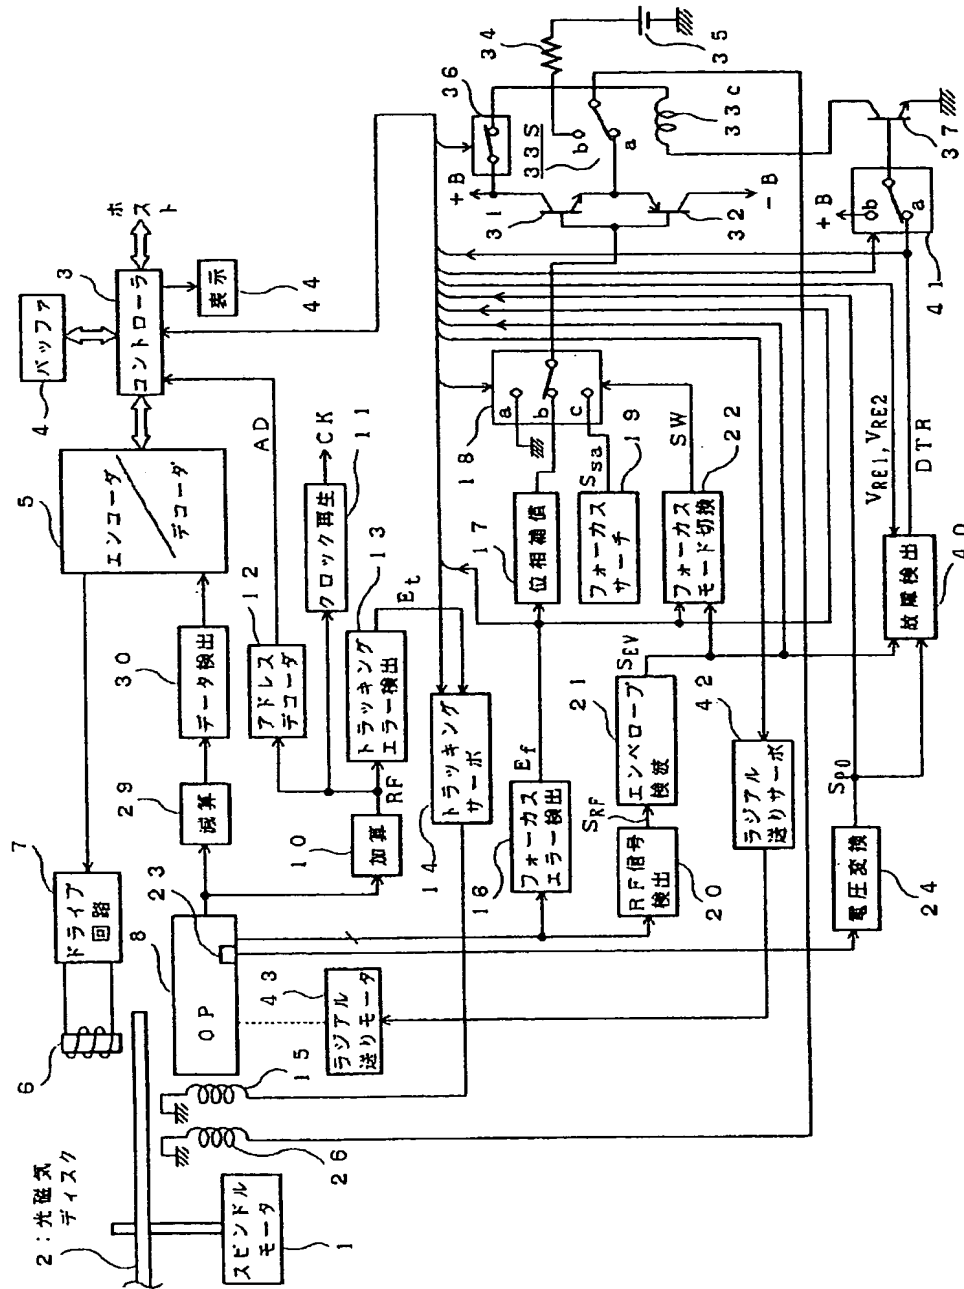 2:光磁気
ディスク
スピンドル
モータ
1
6
ドライブ
回路
7
8
OP
23
26
15
ラジアル
送りモータ
43
エンコーダ
デコーダ
5
バッファ
4
コントローラ
3
ホスト
表示
44
AD
減算
29
データ検出
30
アドレス
デコーダ
12
クロック再生
11
CK
加算
10
RF
トラッキング
エラー検出
13
Et
トラッキング
サーボ
14
フォーカス
エラー検出
16
Ef
RF信号
検出
20
SRF
エンベロープ
検波
21
SEV
位相補償
17
フォーカス
サーチ
19
Ssa
フォーカス
モード切換
22
SW
18
a
b
c
ラジアル
送りサーボ
42
電圧変換
24
SPO
故障検出
40
VRE1, VRE2
DTR
+B
31
32
-B
36
33S
b
a
34
35
33c
+B
b
a
41
37